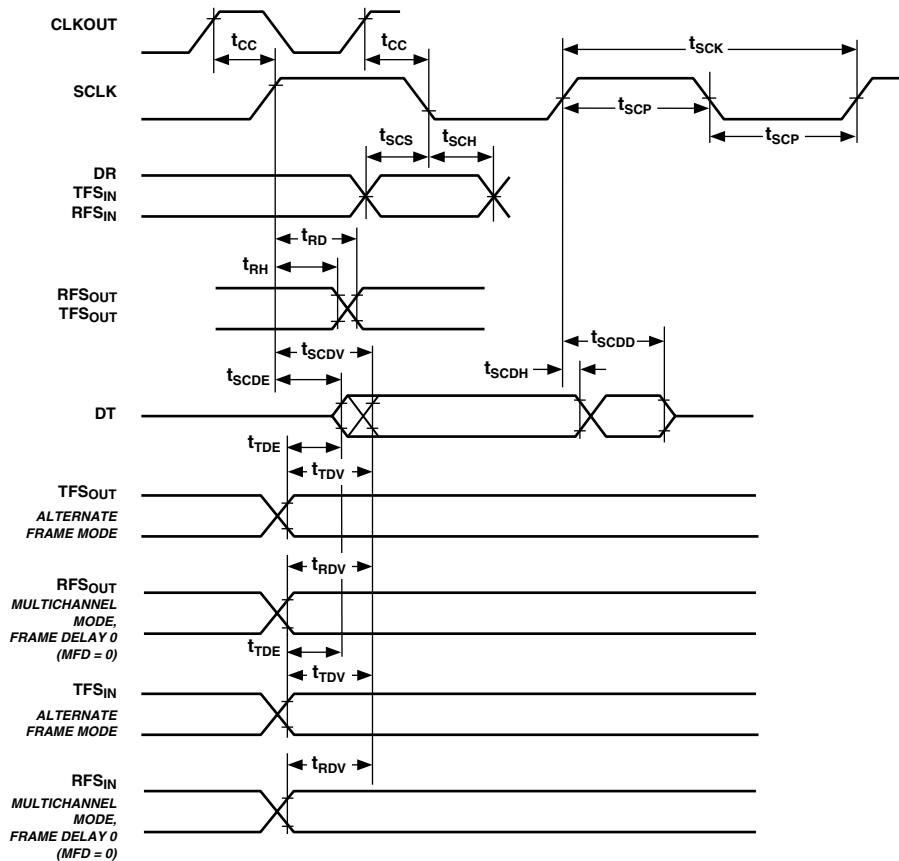 CLKOUT
tCC
tCC
tSCK
SCLK
tSCP
tSCP
tSCS
tSCH
DR
TFSIN
RFSIN
tRD
tRH
RFSOUT
TFSOUT
tSCDV
tSCDD
tSCDH
tSCDE
DT
tTDE
tTDV
TFSOUT
ALTERNATE
FRAME MODE
tRDV
RFSOUT
MULTICHANNEL
MODE,
FRAME DELAY 0
(MFD = 0)
tTDE
tTDV
TFSIN
ALTERNATE
FRAME MODE
tRDV
RFSIN
MULTICHANNEL
MODE,
FRAME DELAY 0
(MFD = 0)